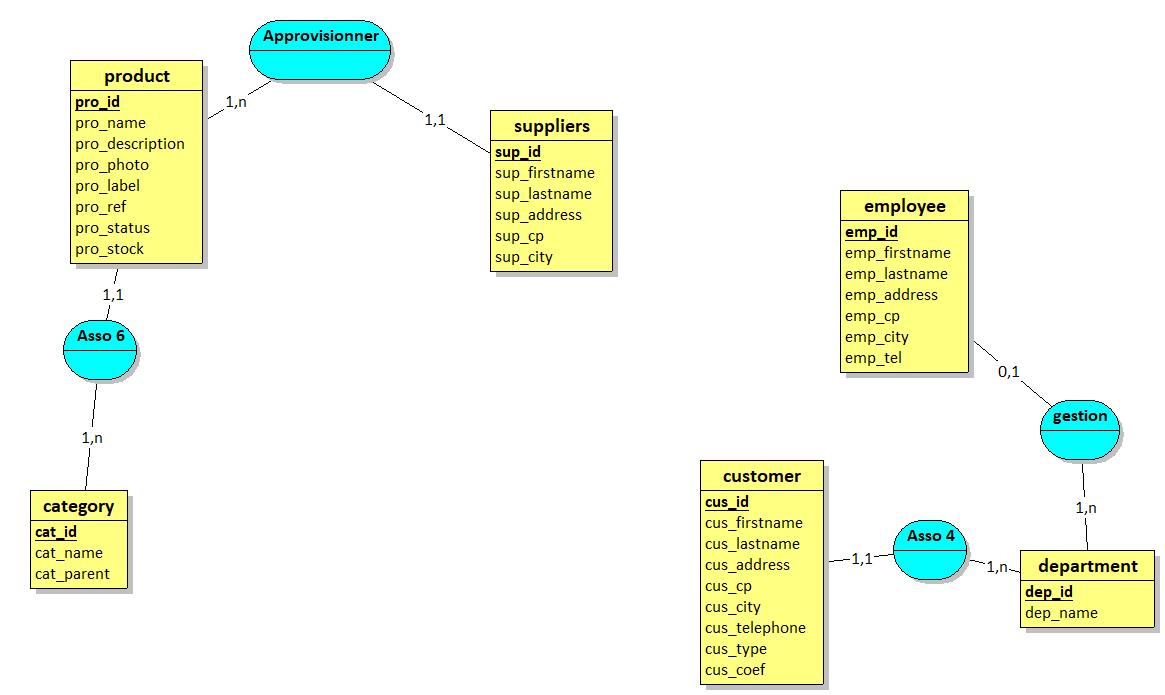 Approvisionner
1,n
1,1
product
pro_id
pro_name
pro_description
pro_photo
pro_label
pro_ref
pro_status
pro_stock
suppliers
sup_id
sup_firstname
sup_lastname
sup_address
sup_cp
sup_city
1,1
Asso 6
1,n
category
cat_id
cat_name
cat_parent
employee
emp_id
emp_firstname
emp_lastname
emp_address
emp_cp
emp_city
emp_tel
0,1
gestion
1,n
customer
cus_id
cus_firstname
cus_lastname
cus_address
cus_cp
cus_city
cus_telephone
cus_type
cus_coef
1,1
Asso 4
1,n
department
dep_id
dep_name